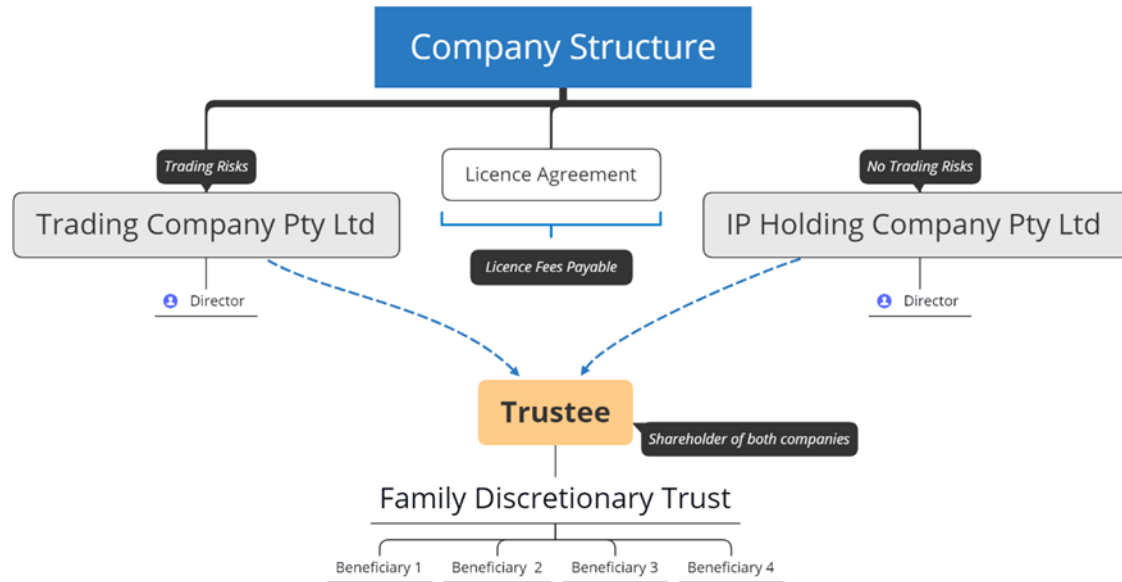 Company Structure
Trading Risks
No Trading Risks
Licence Agreement
Trading Company Pty Ltd
IP Holding Company Pty Ltd
Licence Fees Payable
Director
Director
Trustee
Shareholder of both companies
Family Discretionary Trust
Beneficiary 1
Beneficiary 2
Beneficiary 3
Beneficiary 4